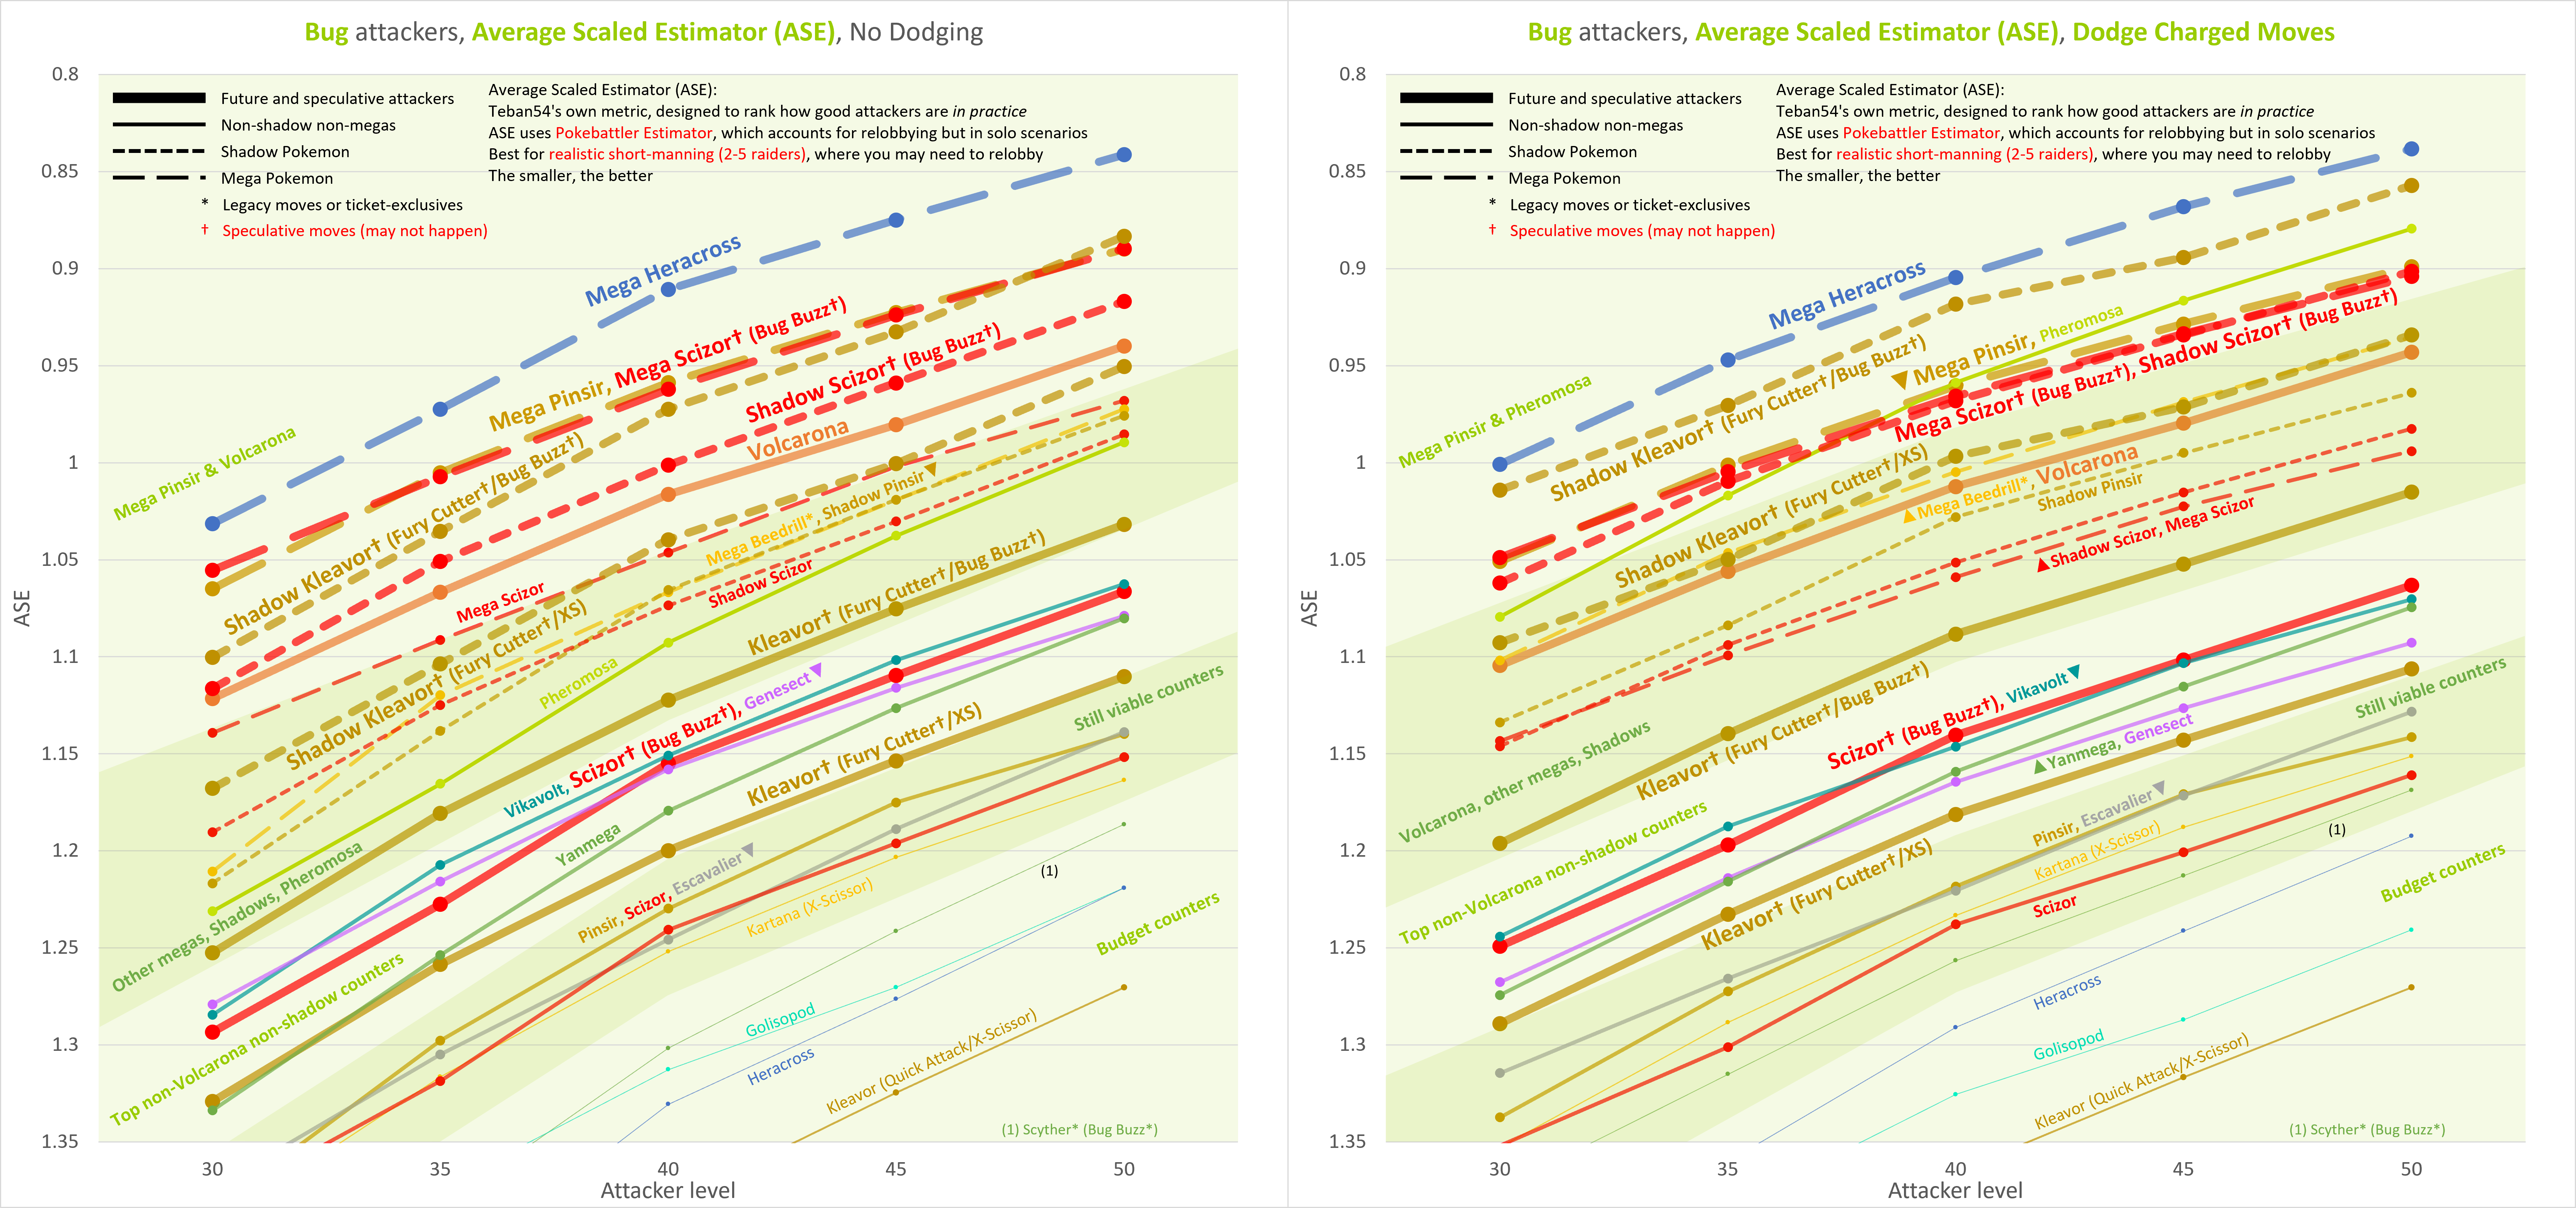 Bug attackers, Average Scaled Estimator (ASE), No Dodging
0.8
0.85
0.9
0.95
1
1.05
1.1
1.15
1.2
1.25
1.3
1.35
ASE
Future and speculative attackers
Non-shadow non-megas
Shadow Pokemon
Mega Pokemon
* Legacy moves or ticket-exclusives
† Speculative moves (may not happen)
Average Scaled Estimator (ASE):
Teban54's own metric, designed to rank how good attackers are in practice
ASE uses Pokebattler Estimator, which accounts for relobbying but in solo scenarios
Best for realistic short-manning (2-5 raiders), where you may need to relobby
The smaller, the better
Mega Heracross
Mega Pinsir, Mega Scizor† (Bug Buzz†)
Shadow Scizor† (Bug Buzz†)
Volcarona
Mega Pinsir & Volcarona
Shadow Kleavor† (Fury Cutter†/Bug Buzz†)
Mega Beedrill*, Shadow Pinsir ▼
Mega Scizor
Shadow Scizor
Shadow Kleavor† (Fury Cutter†/XS)
Pheromosa
Kleavor† (Fury Cutter†/Bug Buzz†)
Vikavolt, Scizor† (Bug Buzz†), Genesect ▼
Still viable counters
Kleavor† (Fury Cutter†/XS)
Yanmega
Other megas, Shadows, Pheromosa
Pinsir, Scizor, Escavalier ▼
Kartana (X-Scissor)
(1)
Budget counters
Top non-Volcarona non-shadow counters
Golisopod
Heracross
Kleavor (Quick Attack/X-Scissor)
(1) Scyther* (Bug Buzz*)
30 35 40 45 50
Attacker level
Bug attackers, Average Scaled Estimator (ASE), Dodge Charged Moves
0.8
0.85
0.9
0.95
1
1.05
1.1
1.15
1.2
1.25
1.3
1.35
ASE
Future and speculative attackers
Non-shadow non-megas
Shadow Pokemon
Mega Pokemon
* Legacy moves or ticket-exclusives
† Speculative moves (may not happen)
Average Scaled Estimator (ASE):
Teban54's own metric, designed to rank how good attackers are in practice
ASE uses Pokebattler Estimator, which accounts for relobbying but in solo scenarios
Best for realistic short-manning (2-5 raiders), where you may need to relobby
The smaller, the better
Mega Heracross
▼ Mega Pinsir, Pheromosa
Mega Pinsir & Pheromosa
Shadow Kleavor† (Fury Cutter†/Bug Buzz†)
Mega Scizor† (Bug Buzz†), Shadow Scizor† (Bug Buzz†)
Shadow Kleavor† (Fury Cutter†/XS)
▲ Mega Beedrill*, Volcarona
Shadow Pinsir
▲ Shadow Scizor, Mega Scizor
Kleavor† (Fury Cutter†/Bug Buzz†)
Scizor† (Bug Buzz†), Vikavolt ▼
Still viable counters
▲ Yanmega, Genesect
Volcarona, other megas, Shadows
Pinsir, Escavalier ▼
Kartana (X-Scissor)
(1)
Top non-Volcarona non-shadow counters
Kleavor† (Fury Cutter†/XS)
Scizor
Budget counters
Heracross
Golisopod
Kleavor (Quick Attack/X-Scissor)
(1) Scyther* (Bug Buzz*)
30 35 40 45 50
Attacker level